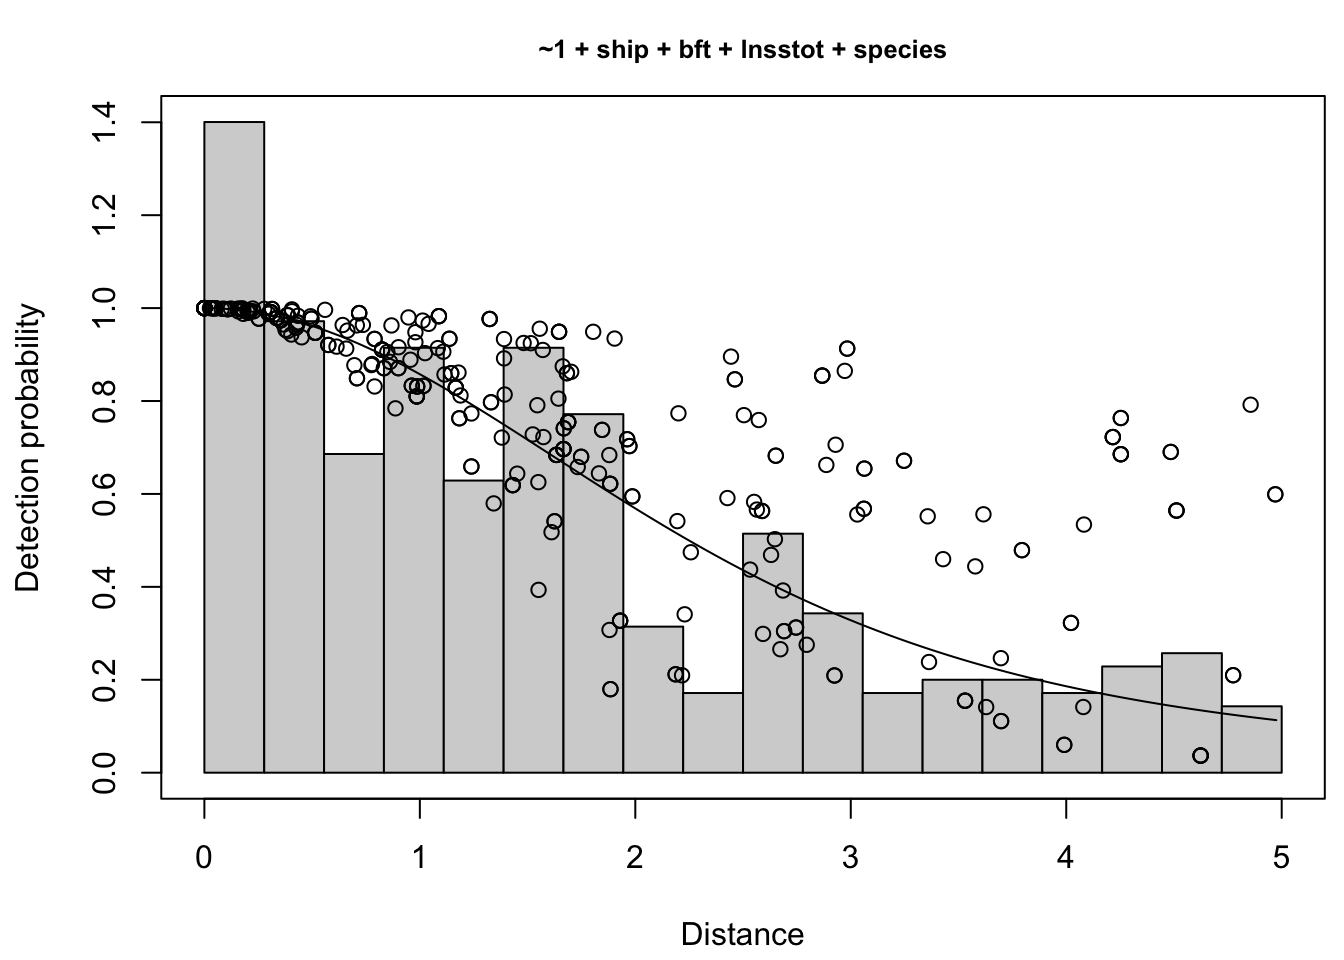 ~1 + ship + bft + lnsstot + species
Detection probability
1.4
1.2
1.0
0.8
0.6
0.4
0.2
0.0
0 1 2 3 4 5
Distance